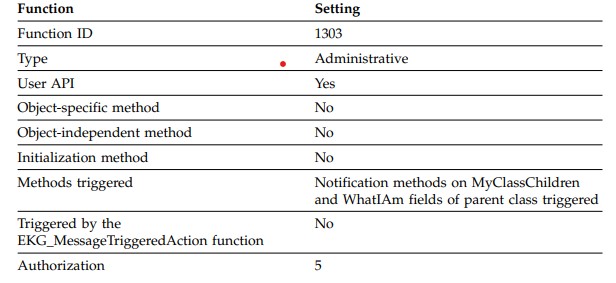 Function Setting
Function ID 1303
Type Administrative
User API Yes
Object-specific method No
Object-independent method No
Initialization method No
Methods triggered Notification methods on MyClassChildren
and WhatIAm fields of parent class triggered
Triggered by the No
EKG_MessageTriggeredAction function
Authorization 5